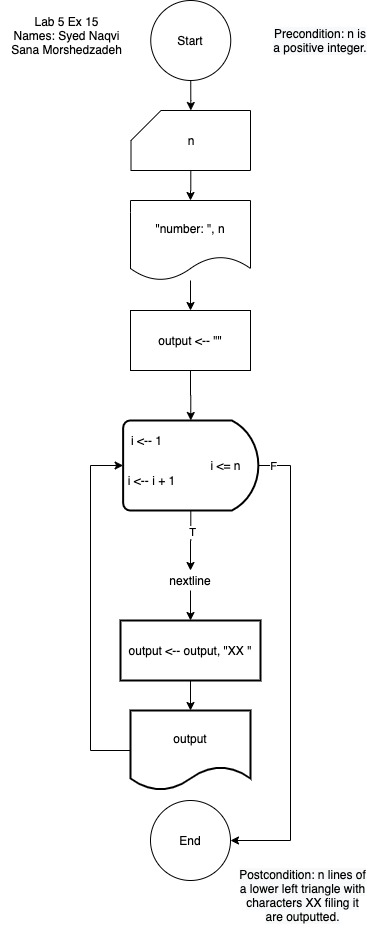 Lab 5 Ex 15
Names: Syed Naqvi
Sana Morshedzadeh
Start
Precondition: n is
a positive integer.
n
"number: ", n
output <-- ""
i <-- 1
i <= n
F
i <-- i + 1
T
nextline
output <-- output, "XX "
output
End
Postcondition: n lines of
a lower left triangle with
characters XX filing it
are outputted.